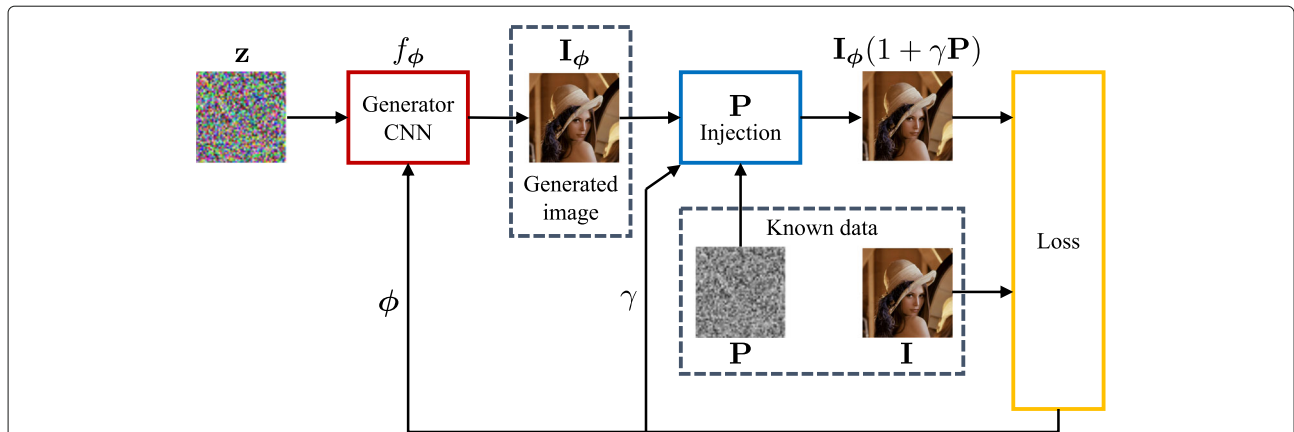 z
f_ϕ
I_ϕ
I_ϕ(1 + γP)
Generator
CNN
P
Injection
Generated
image
Known data
Loss
ϕ
γ
P
I